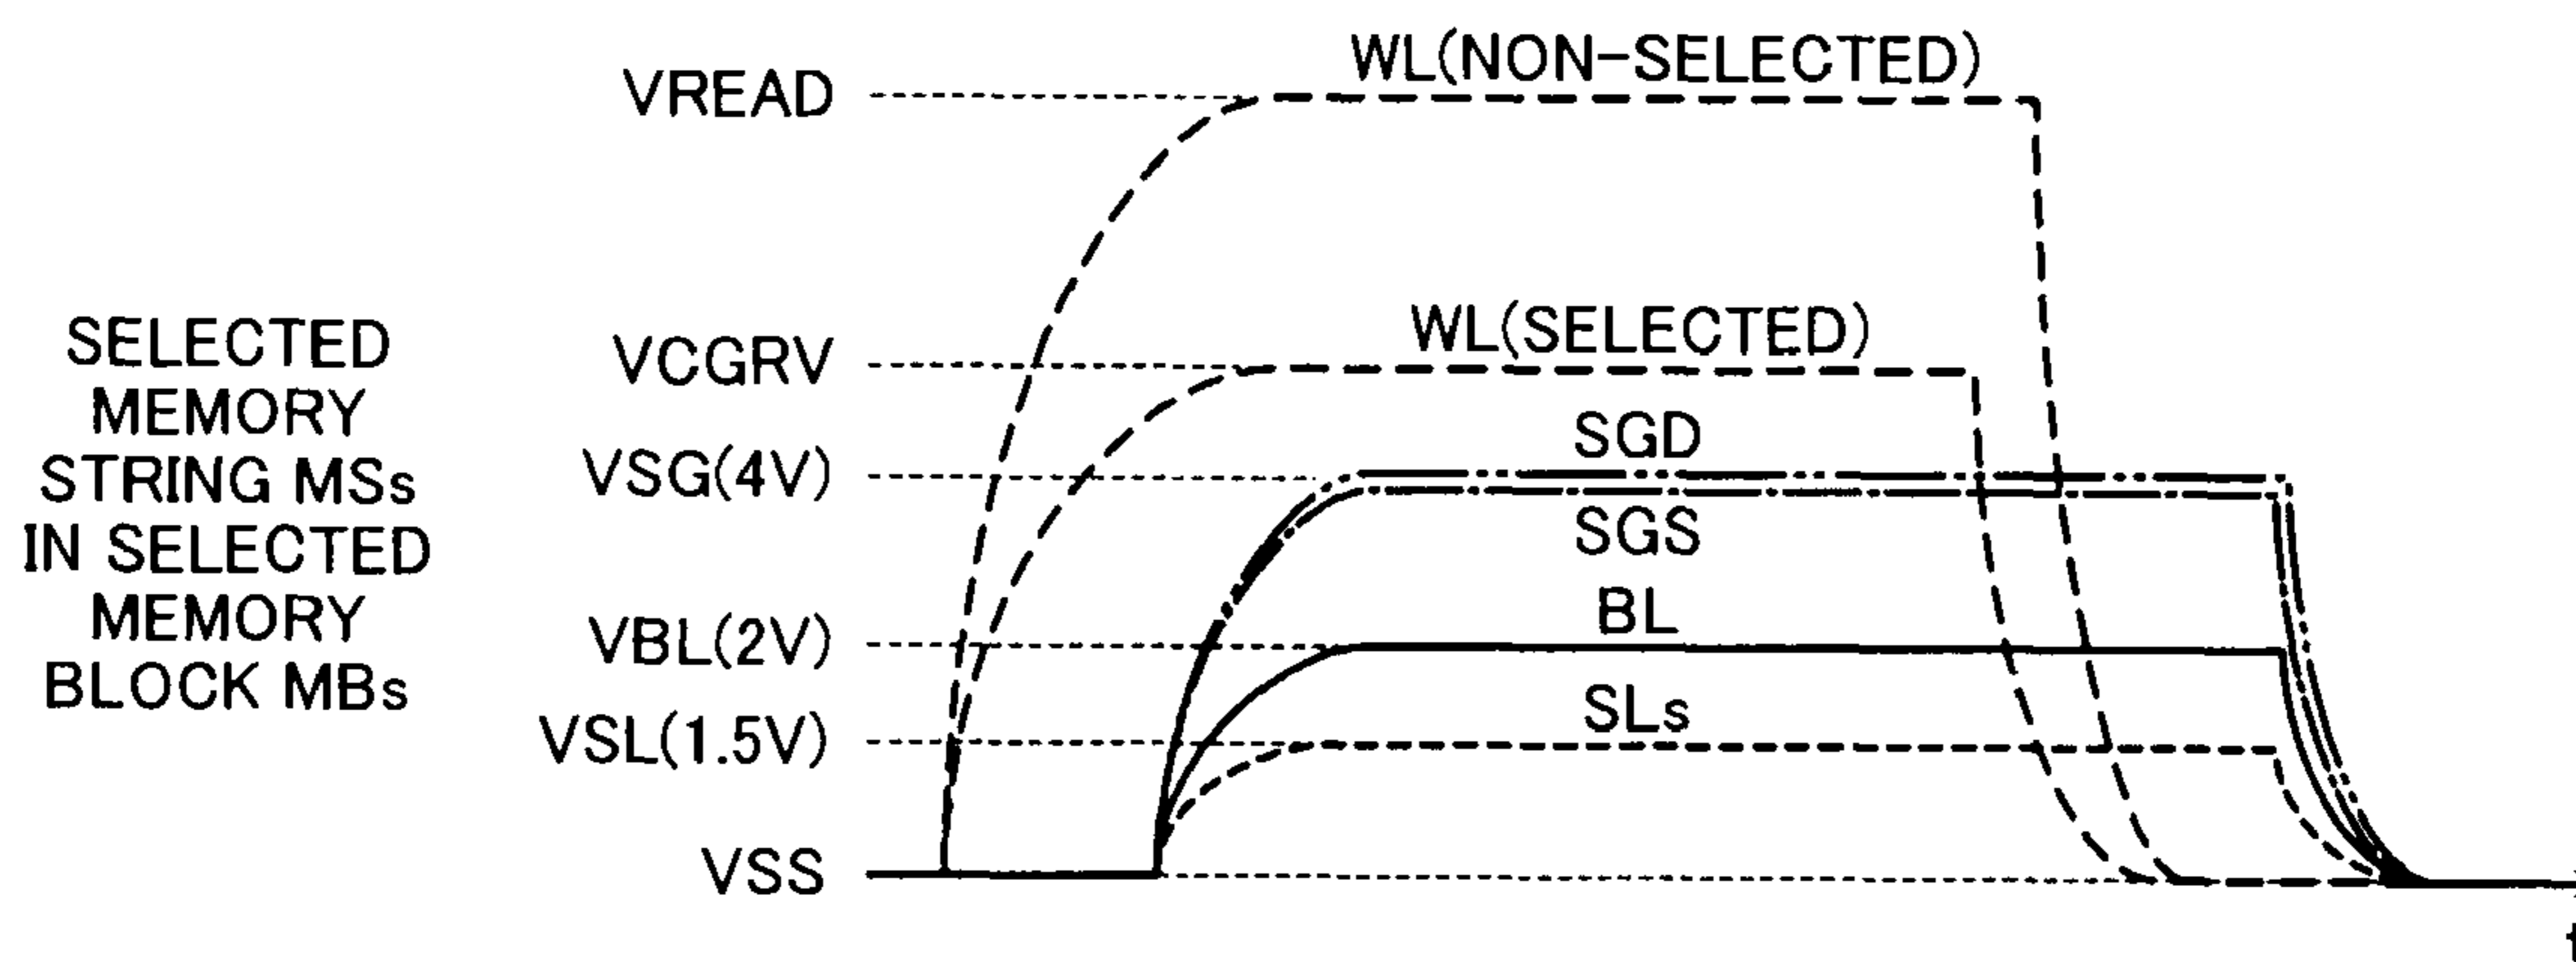 SELECTED
MEMORY
STRING MSs
IN SELECTED
MEMORY
BLOCK MBs
VREAD
VCGRV
VSG(4V)
VBL(2V)
VSL(1.5V)
VSS
WL(NON-SELECTED)
WL(SELECTED)
SGD
SGS
BL
SLs